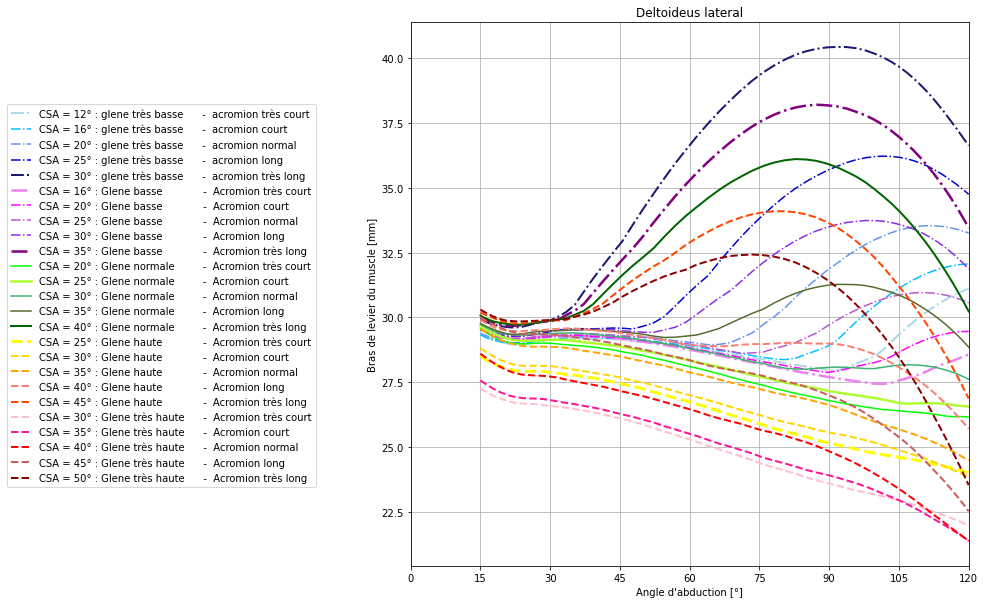 Deltoideus lateral
CSA = 12° : glene très basse - acromion très court
CSA = 16° : glene très basse - acromion court
CSA = 20° : glene très basse - acromion normal
CSA = 25° : glene très basse - acromion long
CSA = 30° : glene très basse - acromion très long
CSA = 16° : Glene basse - Acromion très court
CSA = 20° : Glene basse - Acromion court
CSA = 25° : Glene basse - Acromion normal
CSA = 30° : Glene basse - Acromion long
CSA = 35° : Glene basse - Acromion très long
CSA = 20° : Glene normale - Acromion très court
CSA = 25° : Glene normale - Acromion court
CSA = 30° : Glene normale - Acromion normal
CSA = 35° : Glene normale - Acromion long
CSA = 40° : Glene normale - Acromion très long
CSA = 25° : Glene haute - Acromion très court
CSA = 30° : Glene haute - Acromion court
CSA = 35° : Glene haute - Acromion normal
CSA = 40° : Glene haute - Acromion long
CSA = 45° : Glene haute - Acromion très long
CSA = 30° : Glene très haute - Acromion très court
CSA = 35° : Glene très haute - Acromion court
CSA = 40° : Glene très haute - Acromion normal
CSA = 45° : Glene très haute - Acromion long
CSA = 50° : Glene très haute - Acromion très long
Bras de levier du muscle [mm]
40.0
37.5
35.0
32.5
30.0
27.5
25.0
22.5
0 15 30 45 60 75 90 105 120
Angle d'abduction [°]